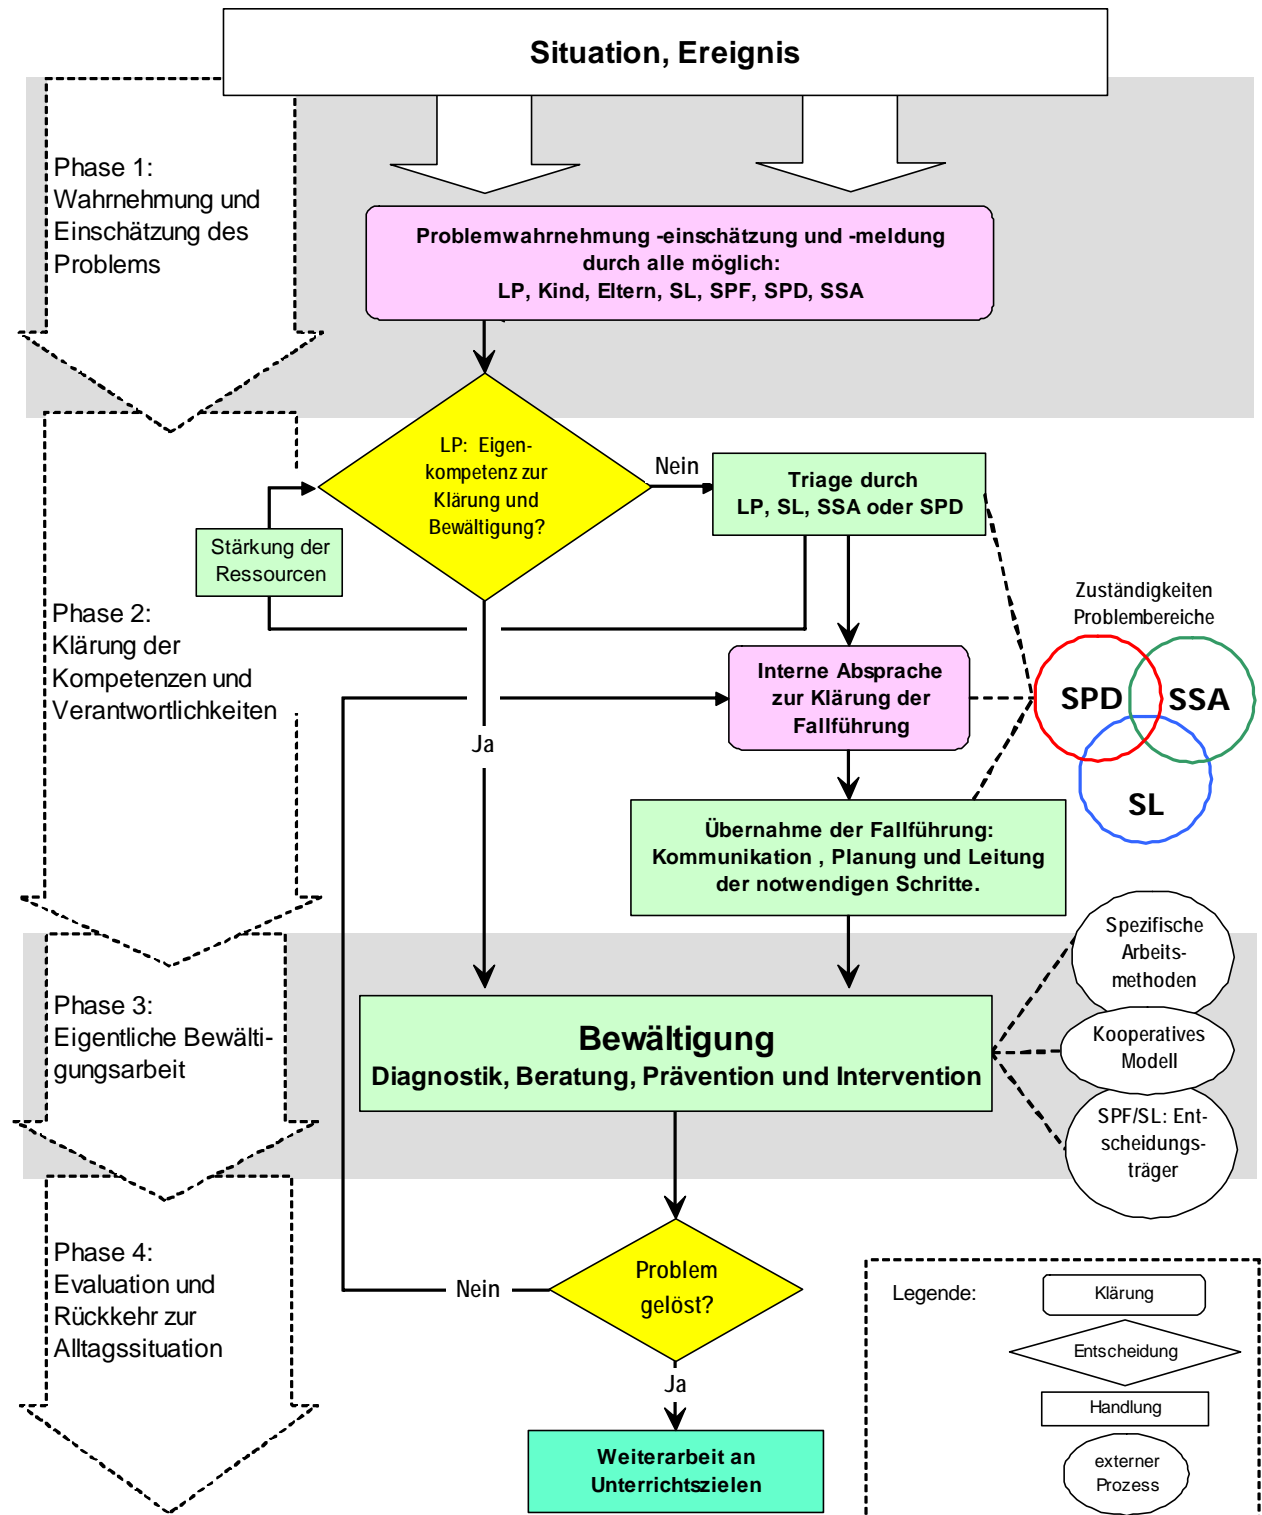 Situation, Ereignis
Phase 1:
Wahrnehmung und
Einschätzung des
Problems
Problemwahrnehmung -einschätzung und -meldung
durch alle möglich:
LP, Kind, Eltern, SL, SPF, SPD, SSA
LP: Eigen-
kompetenz zur
Klärung und
Bewältigung?
Nein
Triage durch
LP, SL, SSA oder SPD
Stärkung der
Ressourcen
Phase 2:
Klärung der
Kompetenzen und
Verantwortlichkeiten
Zuständigkeiten
Problembereiche
SPD
SSA
SL
Interne Absprache
zur Klärung der
Fallführung
Ja
Übernahme der Fallführung:
Kommunikation , Planung und Leitung
der notwendigen Schritte.
Phase 3:
Eigentliche Bewälti-
gungsarbeit
Bewältigung
Diagnostik, Beratung, Prävention und Intervention
Spezifische
Arbeits-
methoden
Kooperatives
Modell
SPF/SL: Ent-
scheidungs-
träger
Phase 4:
Evaluation und
Rückkehr zur
Alltagssituation
Nein
Problem
gelöst?
Ja
Weiterarbeit an
Unterrichtszielen
Legende:
Klärung
Entscheidung
Handlung
externer
Prozess